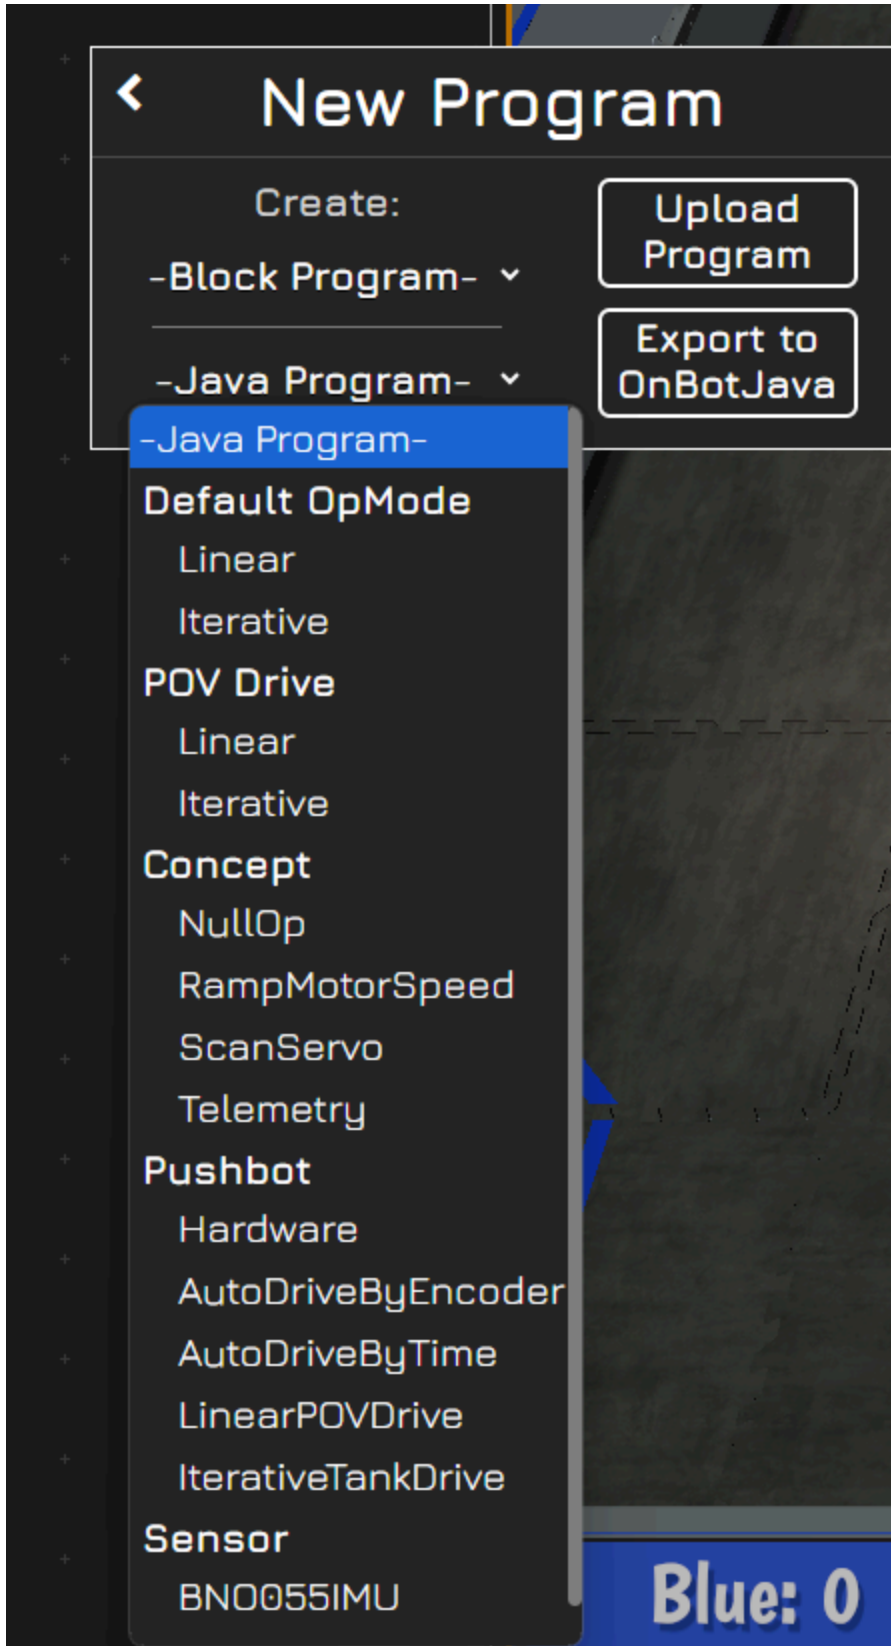 New Program
Create:
-Block Program-
-Java Program-
Upload
Program
Export to
OnBotJava
-Java Program-
Default OpMode
Linear
Iterative
POV Drive
Linear
Iterative
Concept
NullOp
RampMotorSpeed
ScanServo
Telemetry
Pushbot
Hardware
AutoDriveByEncoder
AutoDriveByTime
LinearPOVDrive
IterativeTankDrive
Sensor
BNO055IMU
Blue: 0